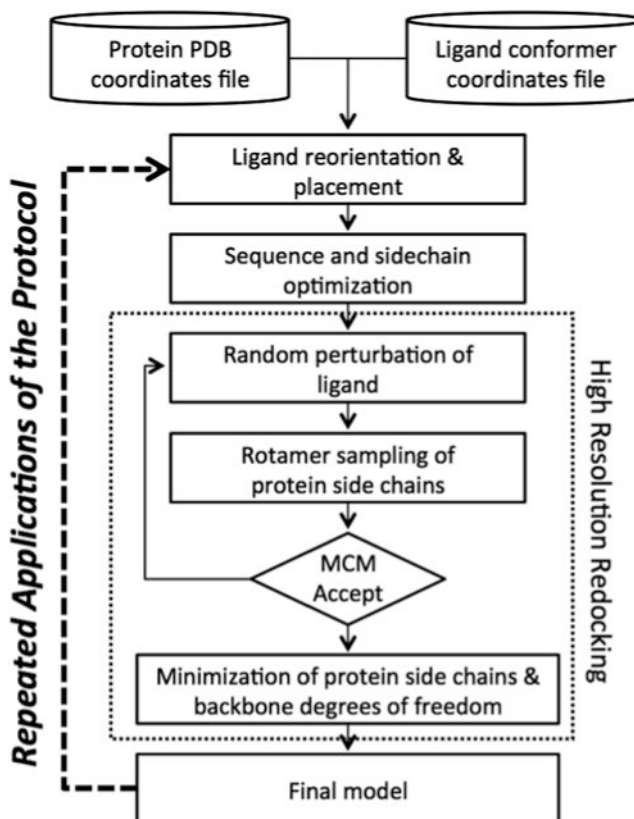 Protein PDB
coordinates file
Ligand conformer
coordinates file
Ligand reorientation &
placement
Sequence and sidechain
optimization
Random perturbation of
ligand
Rotamer sampling of
protein side chains
MCM
Accept
Minimization of protein side chains &
backbone degrees of freedom
Final model
Repeated Applications of the Protocol
High Resolution Redocking